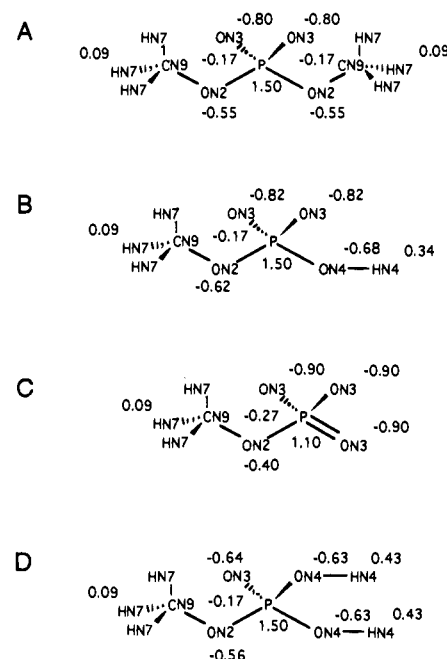 A
-0.80 -0.80
HN7 ON3 ON3 HN7
0.09 -0.17 -0.17 0.09
HN7 CN9 P CN9 HN7
HN7 HN7
ON2 1.50 ON2
-0.55 -0.55
B
-0.82 -0.82
HN7 ON3 ON3
0.09 -0.17 -0.68 0.34
HN7 CN9 P
HN7 ON2 1.50 ON4 HN4
-0.62
C
-0.90 -0.90
HN7 ON3 ON3
0.09 -0.27 -0.90
HN7 CN9 P
HN7 ON2 1.10 ON3
-0.40
D
-0.64 -0.63 0.43
HN7 ON3 ON4 HN4
0.09 -0.17 -0.63 0.43
HN7 CN9 P
HN7 ON2 1.50 ON4 HN4
-0.56